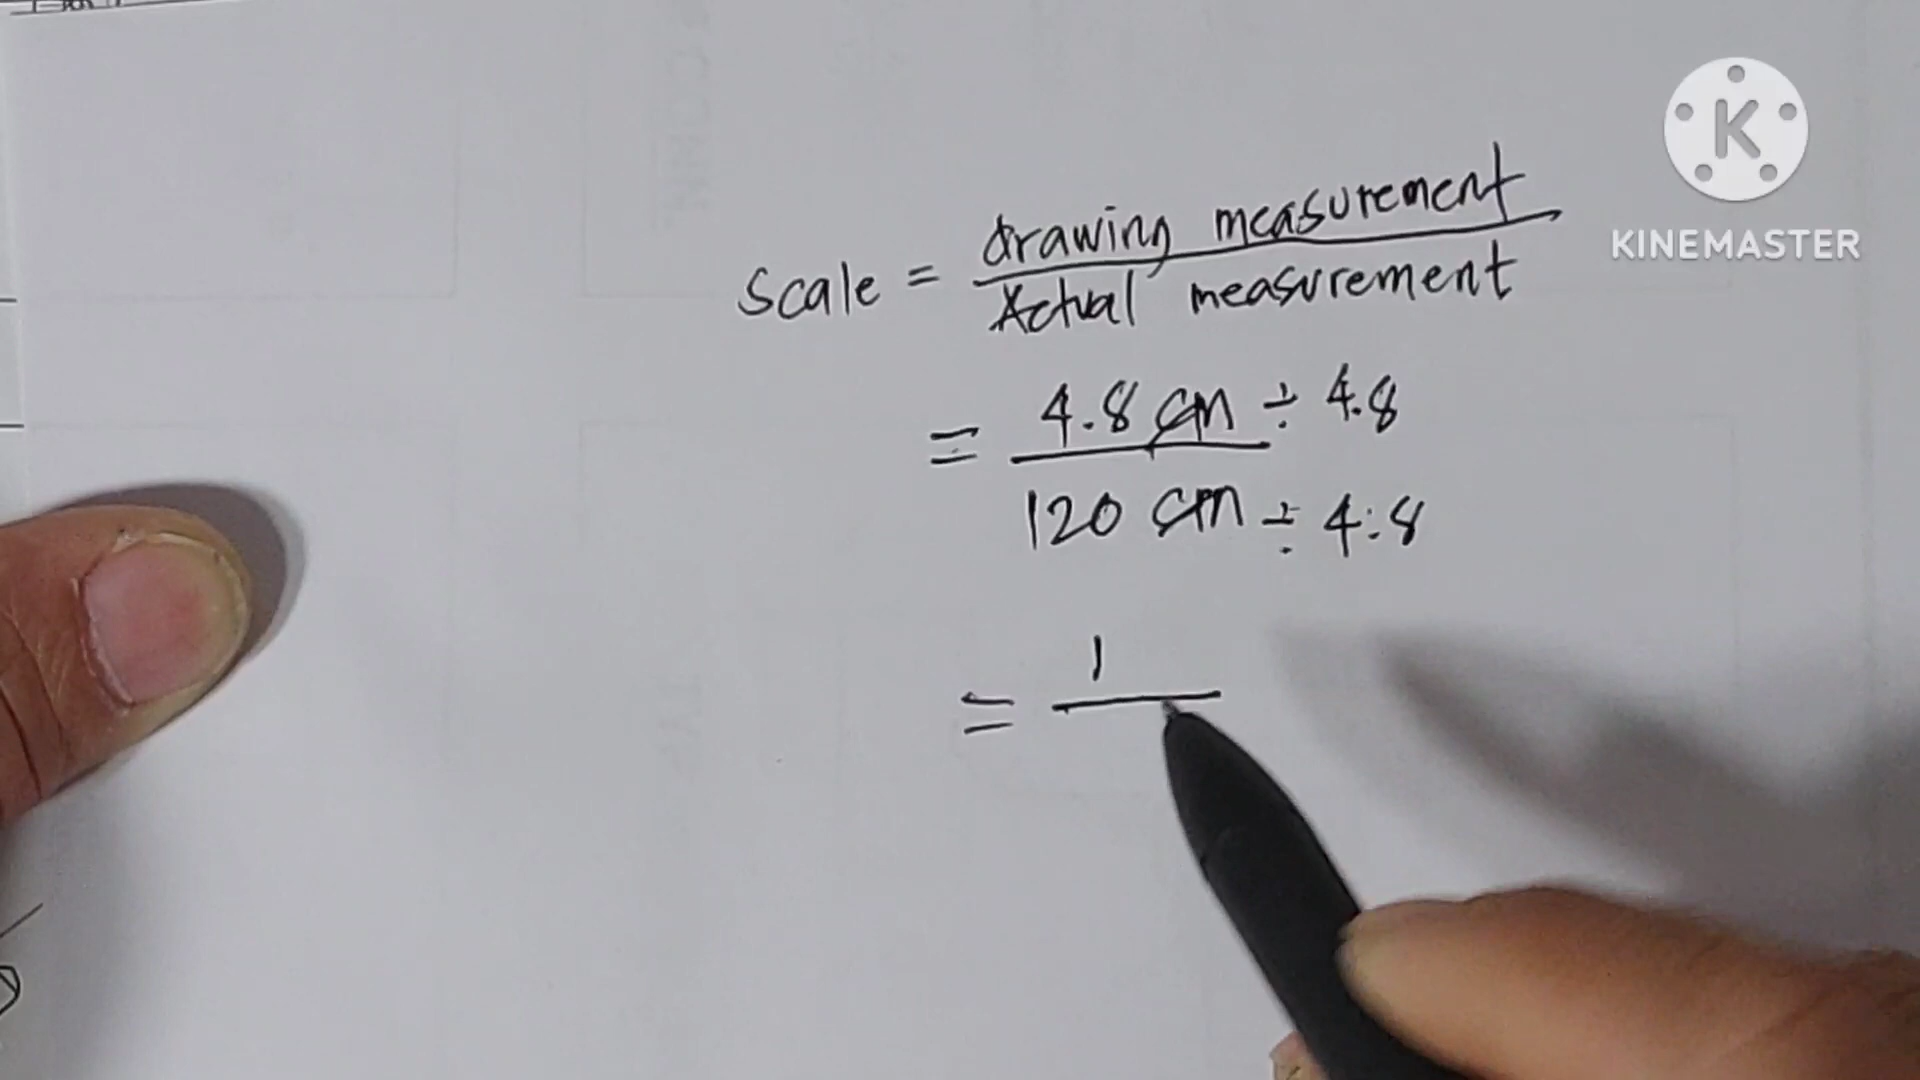 K
KINEMASTER
scale = drawing measurement / Actual measurement
= 4.8 cm ÷ 4.8 / 120 cm ÷ 4.8
= 1 /